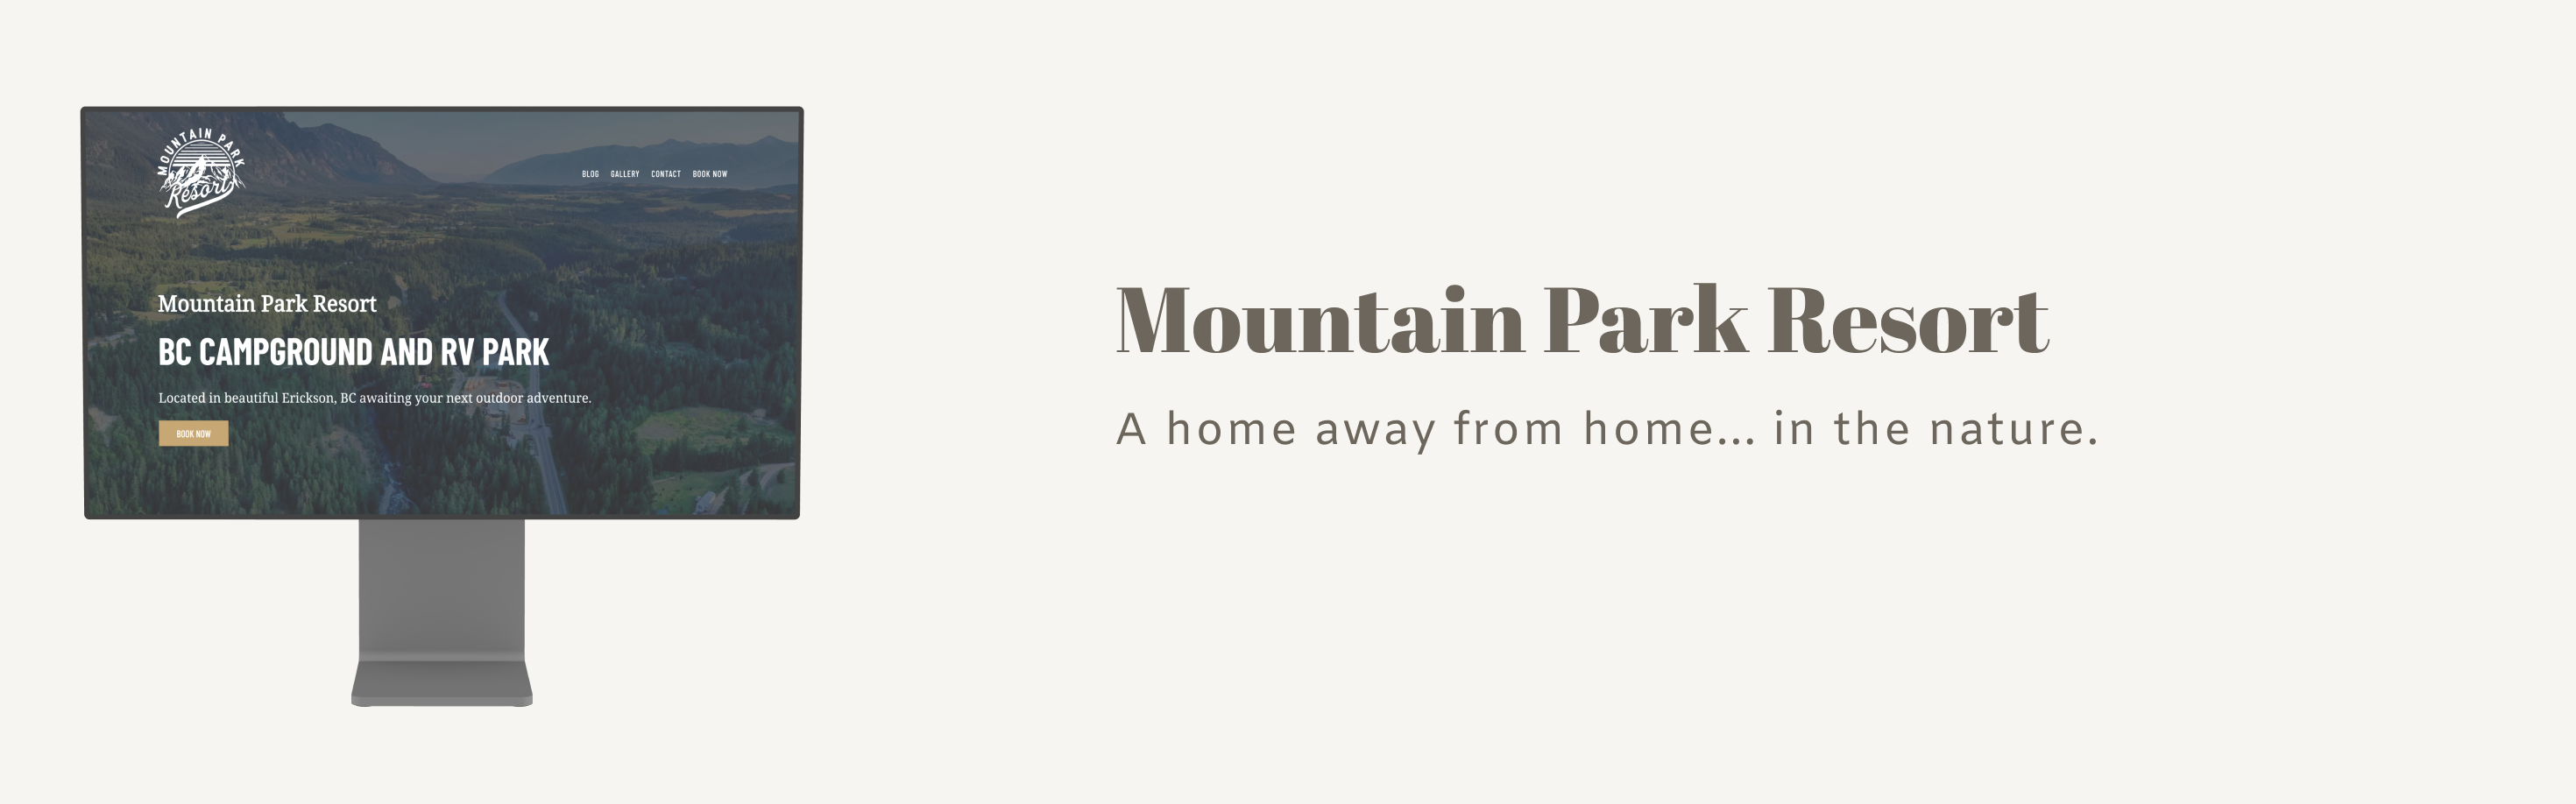 MOUNTAIN PARK
Resort
BLOG GALLERY CONTACT BOOK NOW
Mountain Park Resort
BC CAMPGROUND AND RV PARK
Located in beautiful Erickson, BC awaiting your next outdoor adventure.
BOOK NOW
Mountain Park Resort
A home away from home... in the nature.